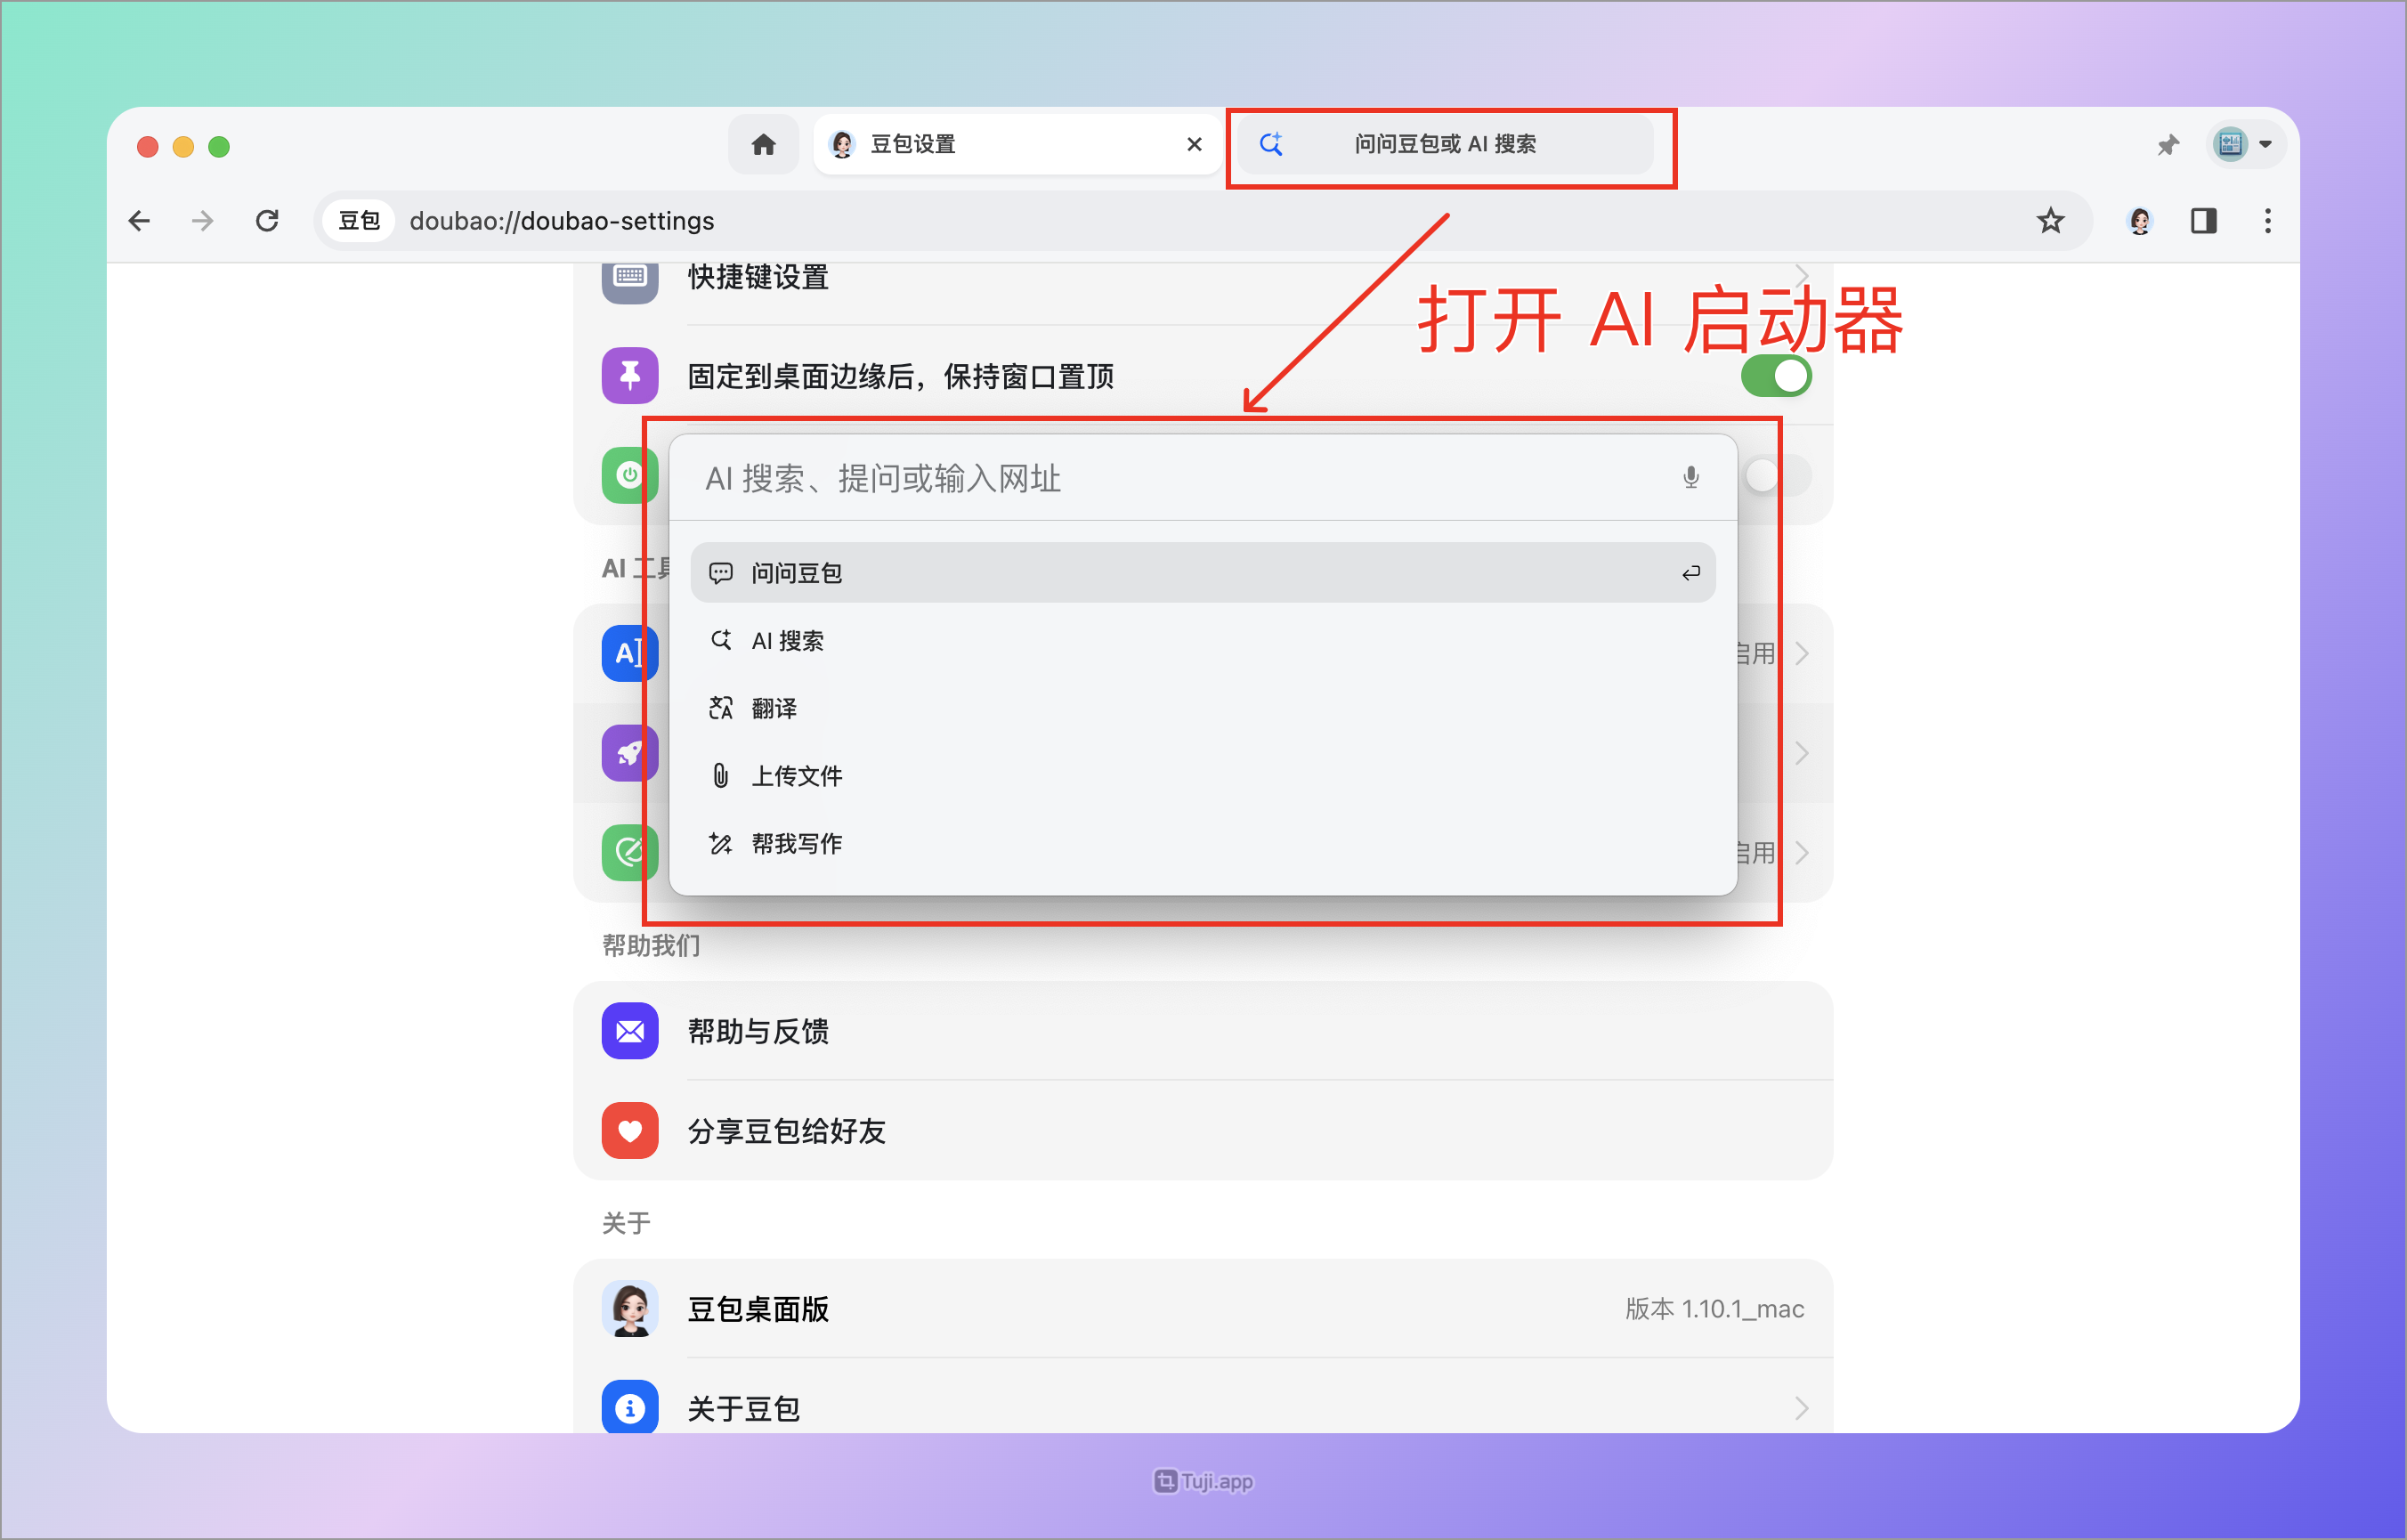 豆包设置
问问豆包或 AI 搜索
豆包
doubao://doubao-settings
快捷键设置
打开 AI 启动器
固定到桌面边缘后，保持窗口置顶
AI 搜索、提问或输入网址
AI 工具
问问豆包
AI 搜索
启用
翻译
上传文件
帮我写作
启用
帮助我们
帮助与反馈
分享豆包给好友
关于
豆包桌面版
版本 1.10.1_mac
关于豆包
Tuji.app